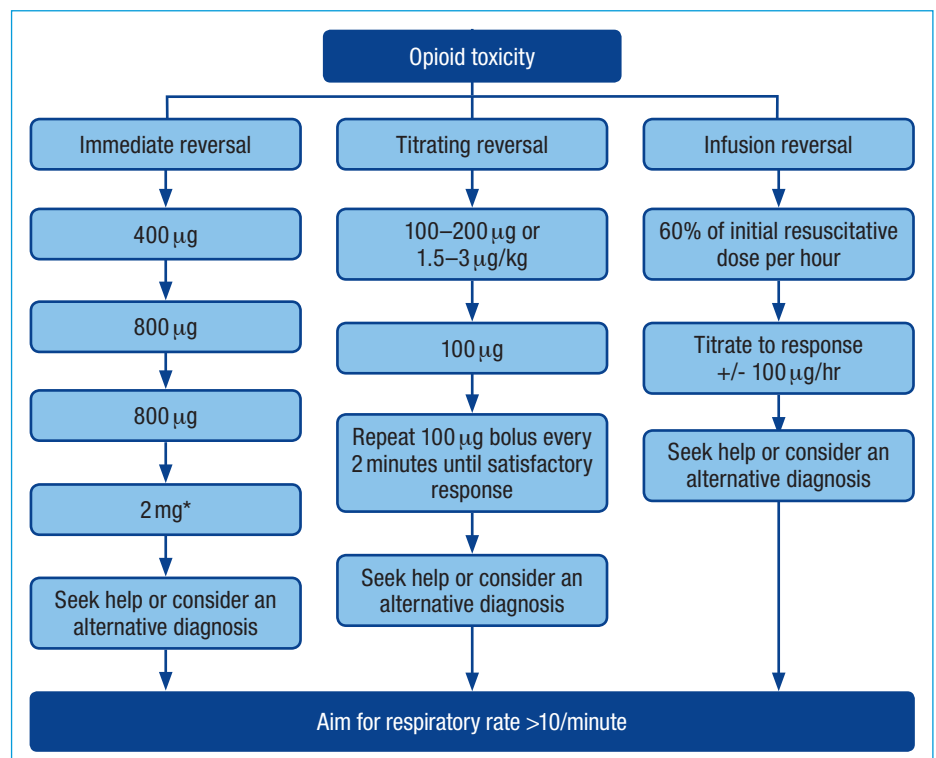 Opioid toxicity
Immediate reversal
400 μg
800 μg
800 μg
2 mg*
Seek help or consider an
alternative diagnosis
Titrating reversal
100–200 μg or
1.5–3 μg/kg
100 μg
Repeat 100 μg bolus every
2 minutes until satisfactory
response
Seek help or consider an
alternative diagnosis
Infusion reversal
60% of initial resuscitative
dose per hour
Titrate to response
+/- 100 μg/hr
Seek help or consider an
alternative diagnosis
Aim for respiratory rate >10/minute